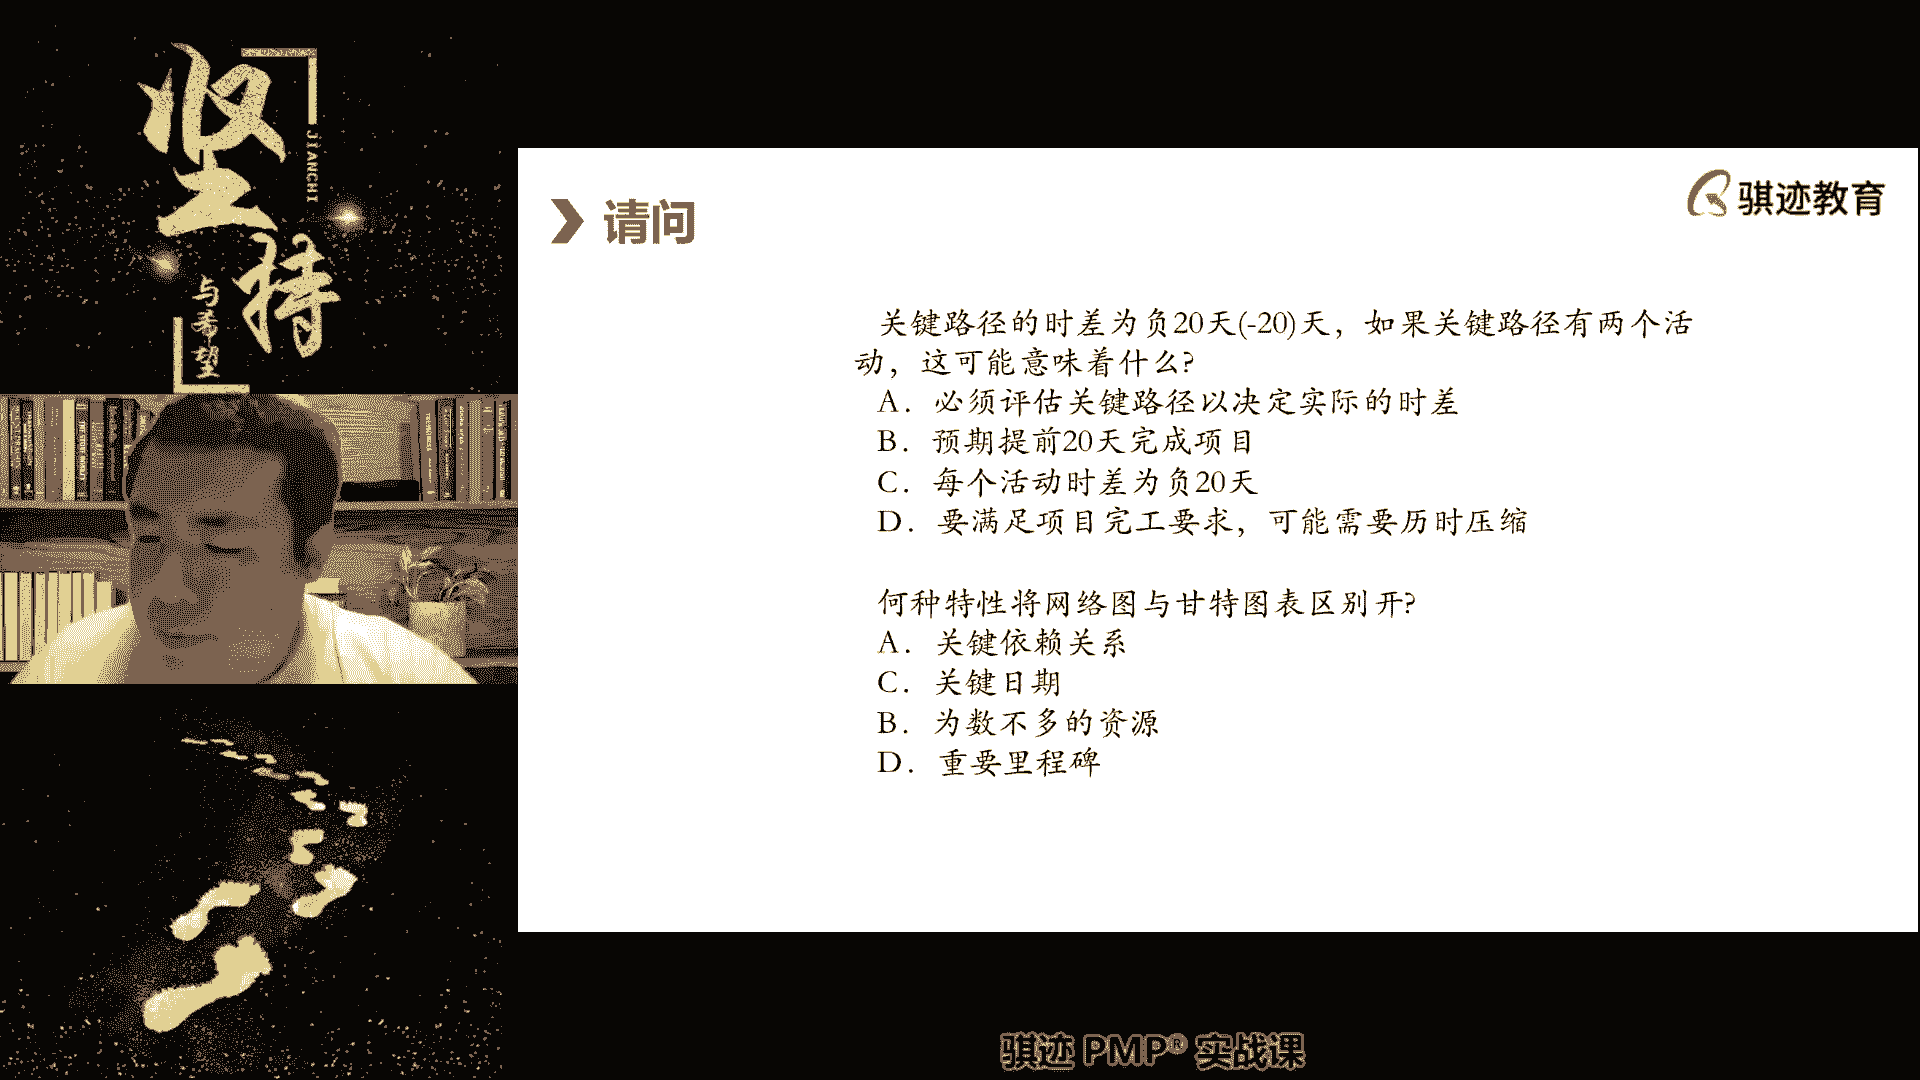 坚持
JIANCHI
与希望
骐迹教育
请问
关键路径的时差为负20天(-20)天，如果关键路径有两个活
动，这可能意味着什么?
A. 必须评估关键路径以决定实际的时差
B. 预期提前20天完成项目
C. 每个活动时差为负20天
D. 要满足项目完工要求，可能需要历时压缩
何种特性将网络图与甘特图表区别开?
A. 关键依赖关系
C. 关键日期
B. 为数不多的资源
D. 重要里程碑
骐迹 PMP® 实战课